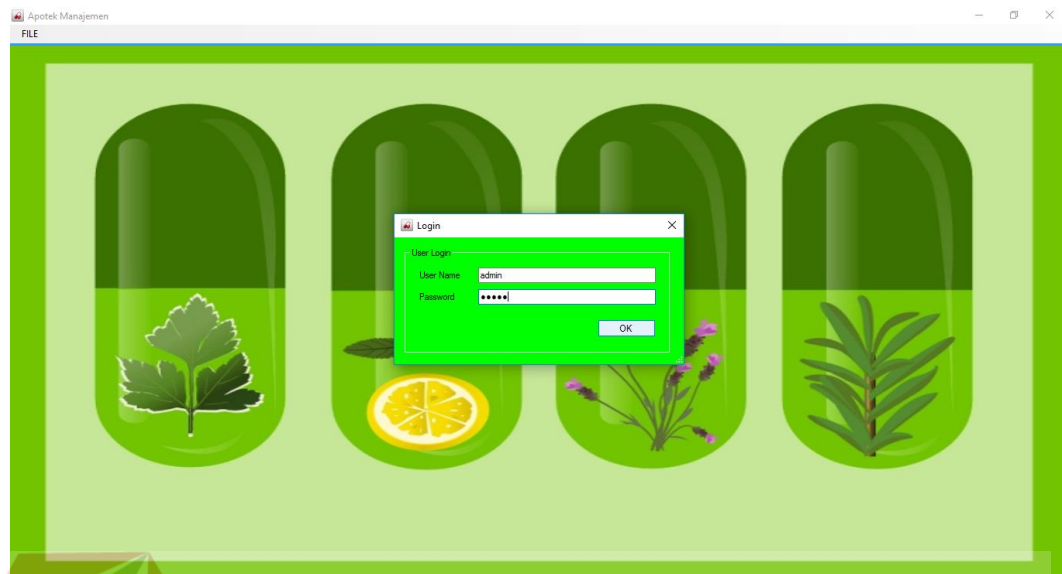 Apotek Manajemen
FILE
Login
User Login
User Name admin
Password •••••
OK